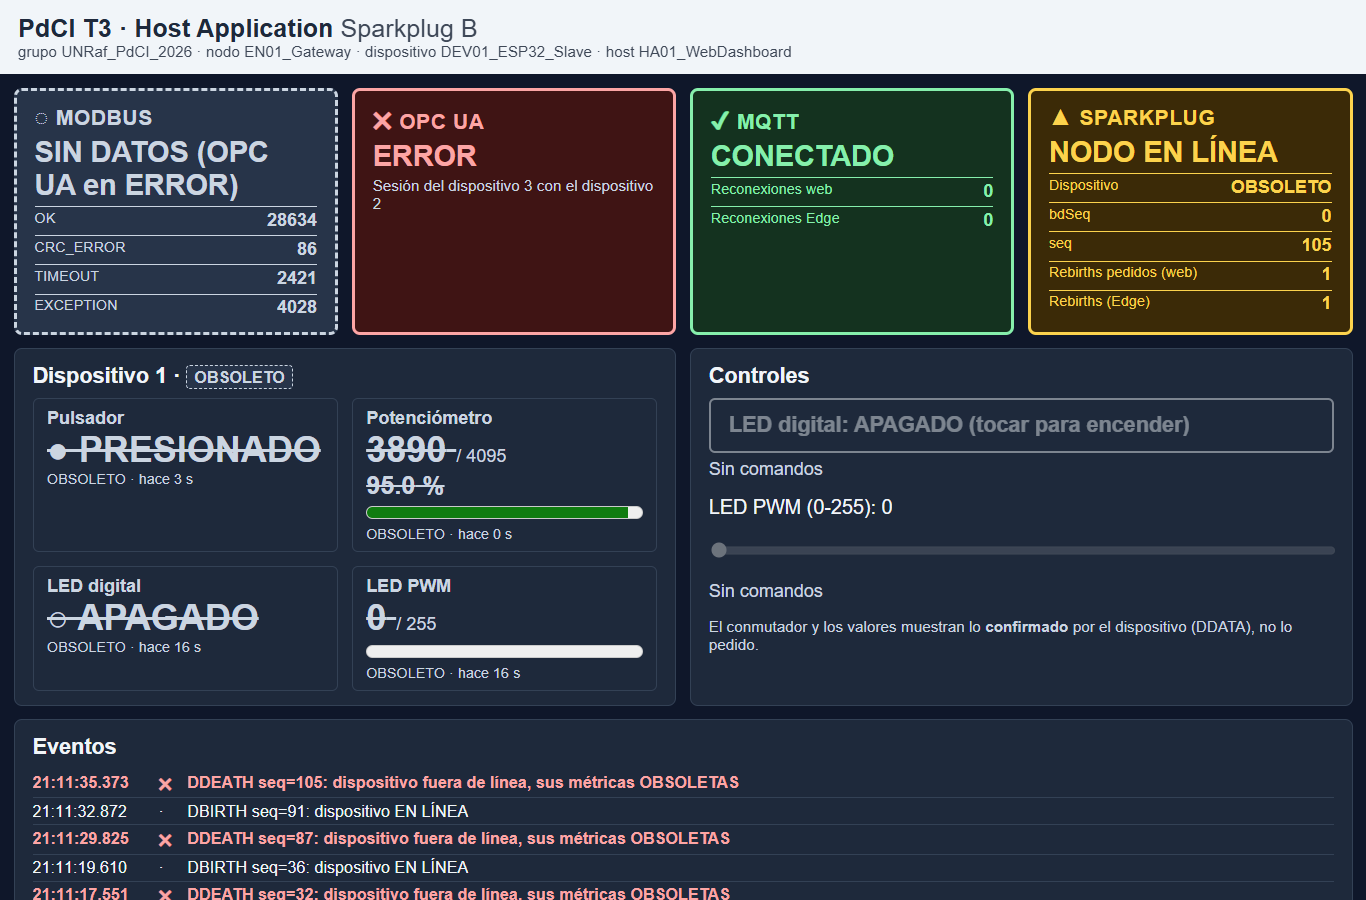 PdCI T3 · Host Application Sparkplug B
grupo UNRaf_PdCI_2026 · nodo EN01_Gateway · dispositivo DEV01_ESP32_Slave · host HA01_WebDashboard
MODBUS
SIN DATOS (OPC
UA en ERROR)
OK 28634
CRC_ERROR 86
TIMEOUT 2421
EXCEPTION 4028
OPC UA
ERROR
Sesión del dispositivo 3 con el dispositivo
2
MQTT
CONECTADO
Reconexiones web 0
Reconexiones Edge 0
SPARKPLUG
NODO EN LÍNEA
Dispositivo OBSOLETO
bdSeq 0
seq 105
Rebirths pedidos (web) 1
Rebirths (Edge) 1
Dispositivo 1 · OBSOLETO
Pulsador
PRESIONADO
OBSOLETO · hace 3 s
Potenciómetro
3890 / 4095
95.0 %
OBSOLETO · hace 0 s
LED digital
APAGADO
OBSOLETO · hace 16 s
LED PWM
0 / 255
OBSOLETO · hace 16 s
Controles
LED digital: APAGADO (tocar para encender)
Sin comandos
LED PWM (0-255): 0
Sin comandos
El conmutador y los valores muestran lo confirmado por el dispositivo (DDATA), no lo
pedido.
Eventos
21:11:35.373 DDEATH seq=105: dispositivo fuera de línea, sus métricas OBSOLETAS
21:11:32.872 · DBIRTH seq=91: dispositivo EN LÍNEA
21:11:29.825 DDEATH seq=87: dispositivo fuera de línea, sus métricas OBSOLETAS
21:11:19.610 · DBIRTH seq=36: dispositivo EN LÍNEA
21:11:17.551 DDEATH seq=32: dispositivo fuera de línea, sus métricas OBSOLETAS